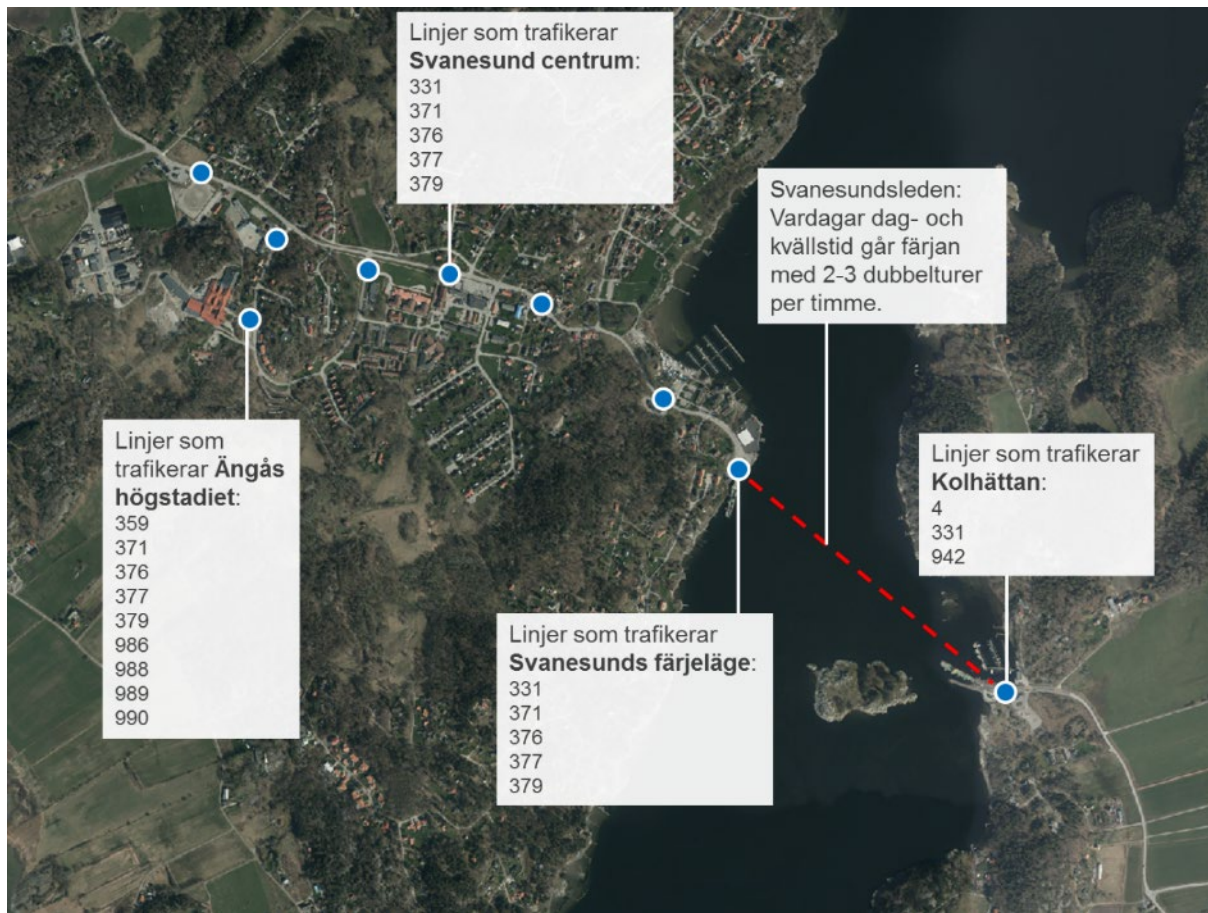 Linjer som trafikerar
Svanesund centrum:
331
371
376
377
379
Svanesundsleden:
Vardagar dag- och
kvällstid går färjan
med 2-3 dubbelturer
per timme.
Linjer som
trafikerar Ängås
högstadiet:
359
371
376
377
379
986
988
989
990
Linjer som trafikerar
Kolhättan:
4
331
942
Linjer som trafikerar
Svanesunds färjeläge:
331
371
376
377
379